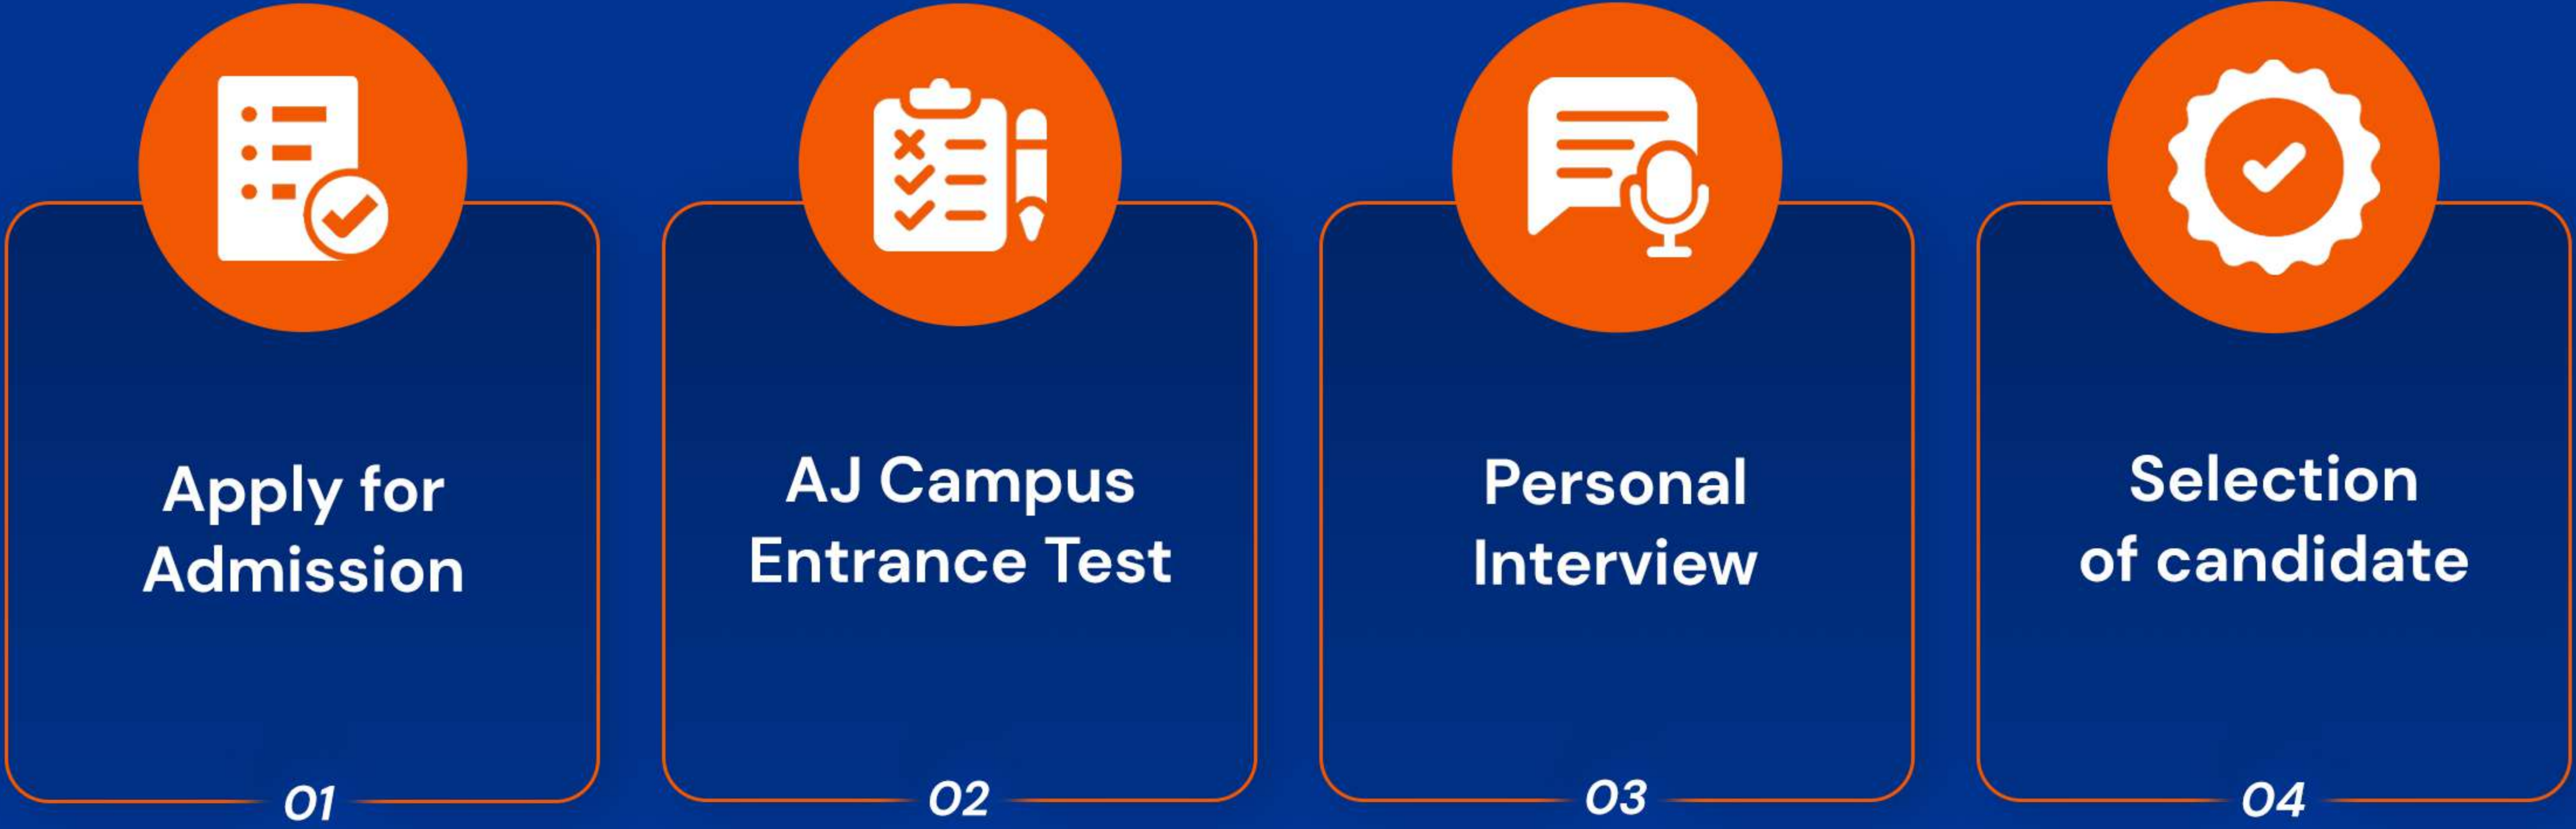 Apply for
Admission
01
AJ Campus
Entrance Test
02
Personal
Interview
03
Selection
of candidate
04